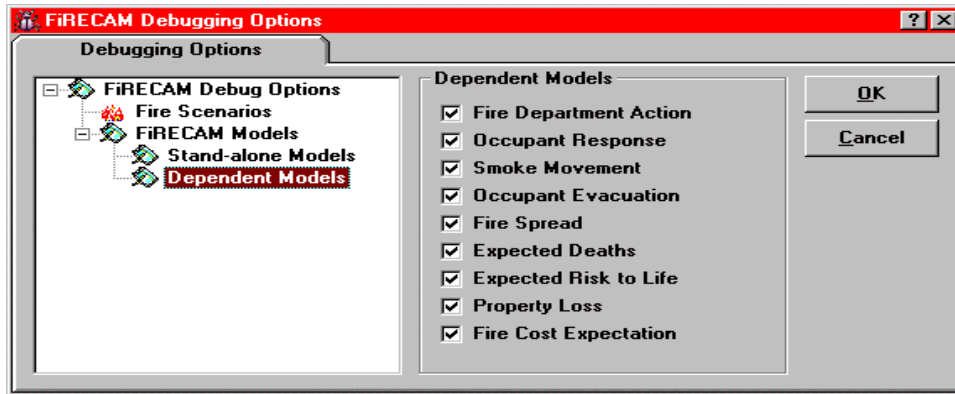 FiRECAM Debugging Options
Debugging Options
FiRECAM Debug Options
Fire Scenarios
FiRECAM Models
Stand-alone Models
Dependent Models
Dependent Models
Fire Department Action
Occupant Response
Smoke Movement
Occupant Evacuation
Fire Spread
Expected Deaths
Expected Risk to Life
Property Loss
Fire Cost Expectation
OK
Cancel